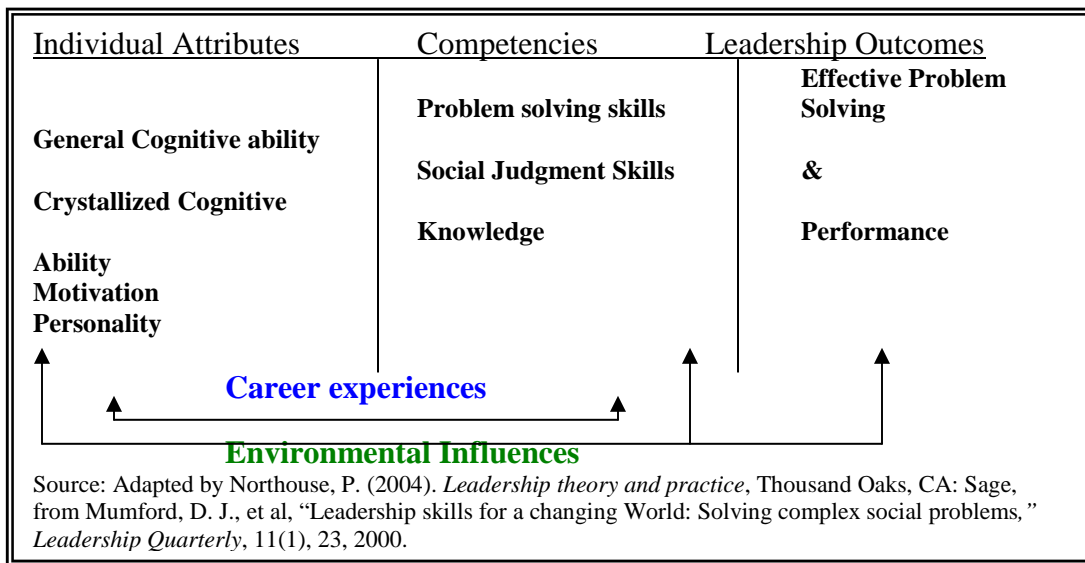 Individual Attributes Competencies Leadership Outcomes
General Cognitive ability
Crystallized Cognitive
Ability
Motivation
Personality
Problem solving skills
Social Judgment Skills
Knowledge
Effective Problem
Solving
&
Performance
Career experiences
Environmental Influences
Source: Adapted by Northouse, P. (2004). Leadership theory and practice, Thousand Oaks, CA: Sage,
from Mumford, D. J., et al, “Leadership skills for a changing World: Solving complex social problems,”
Leadership Quarterly, 11(1), 23, 2000.